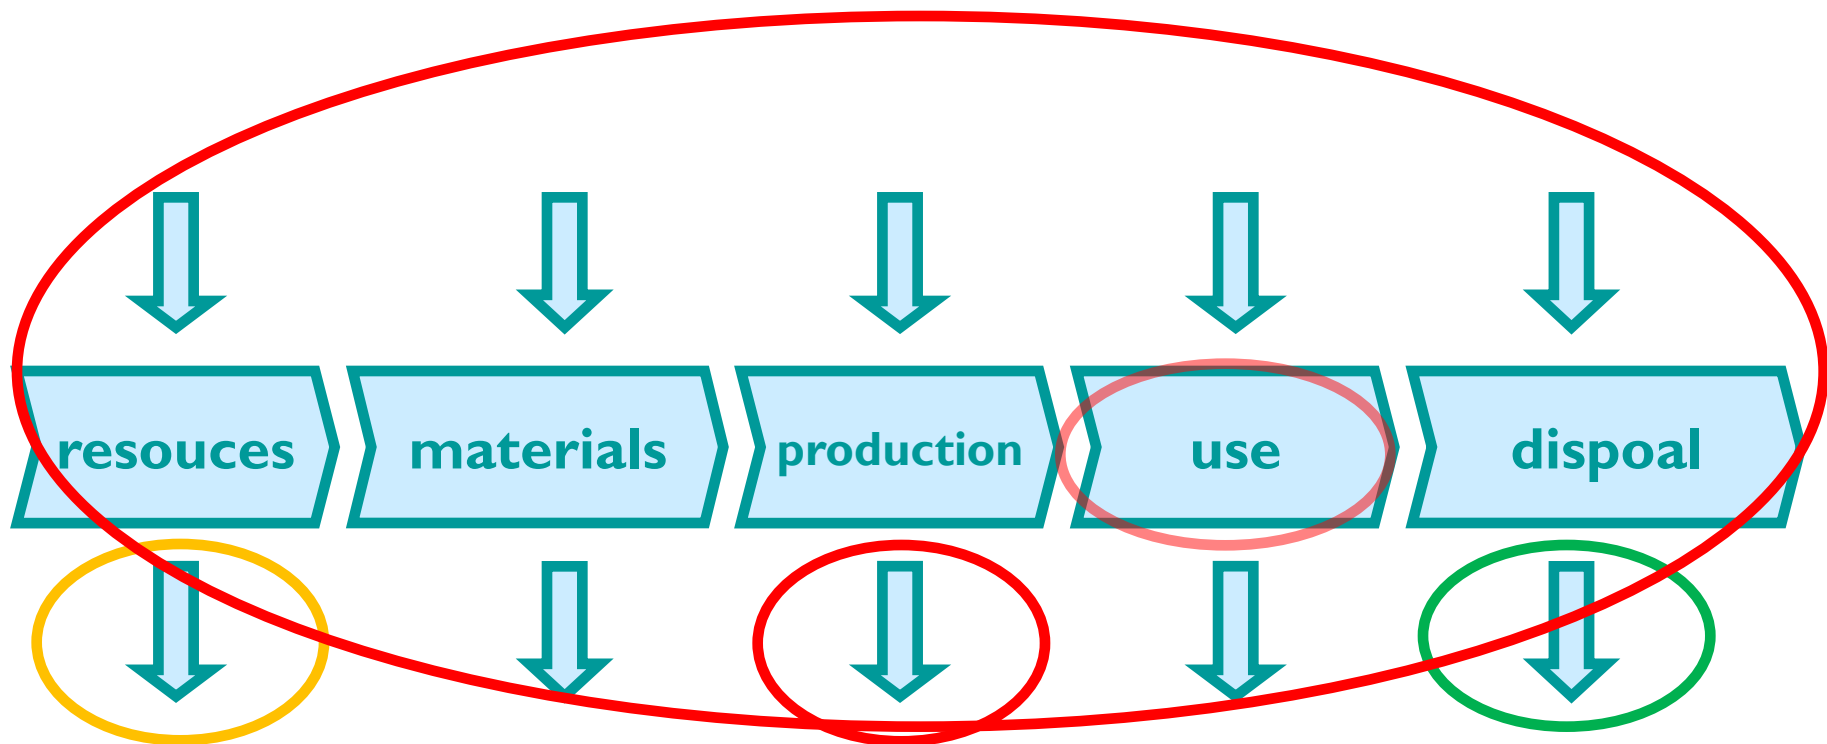 resouces
materials
production
use
dispoal